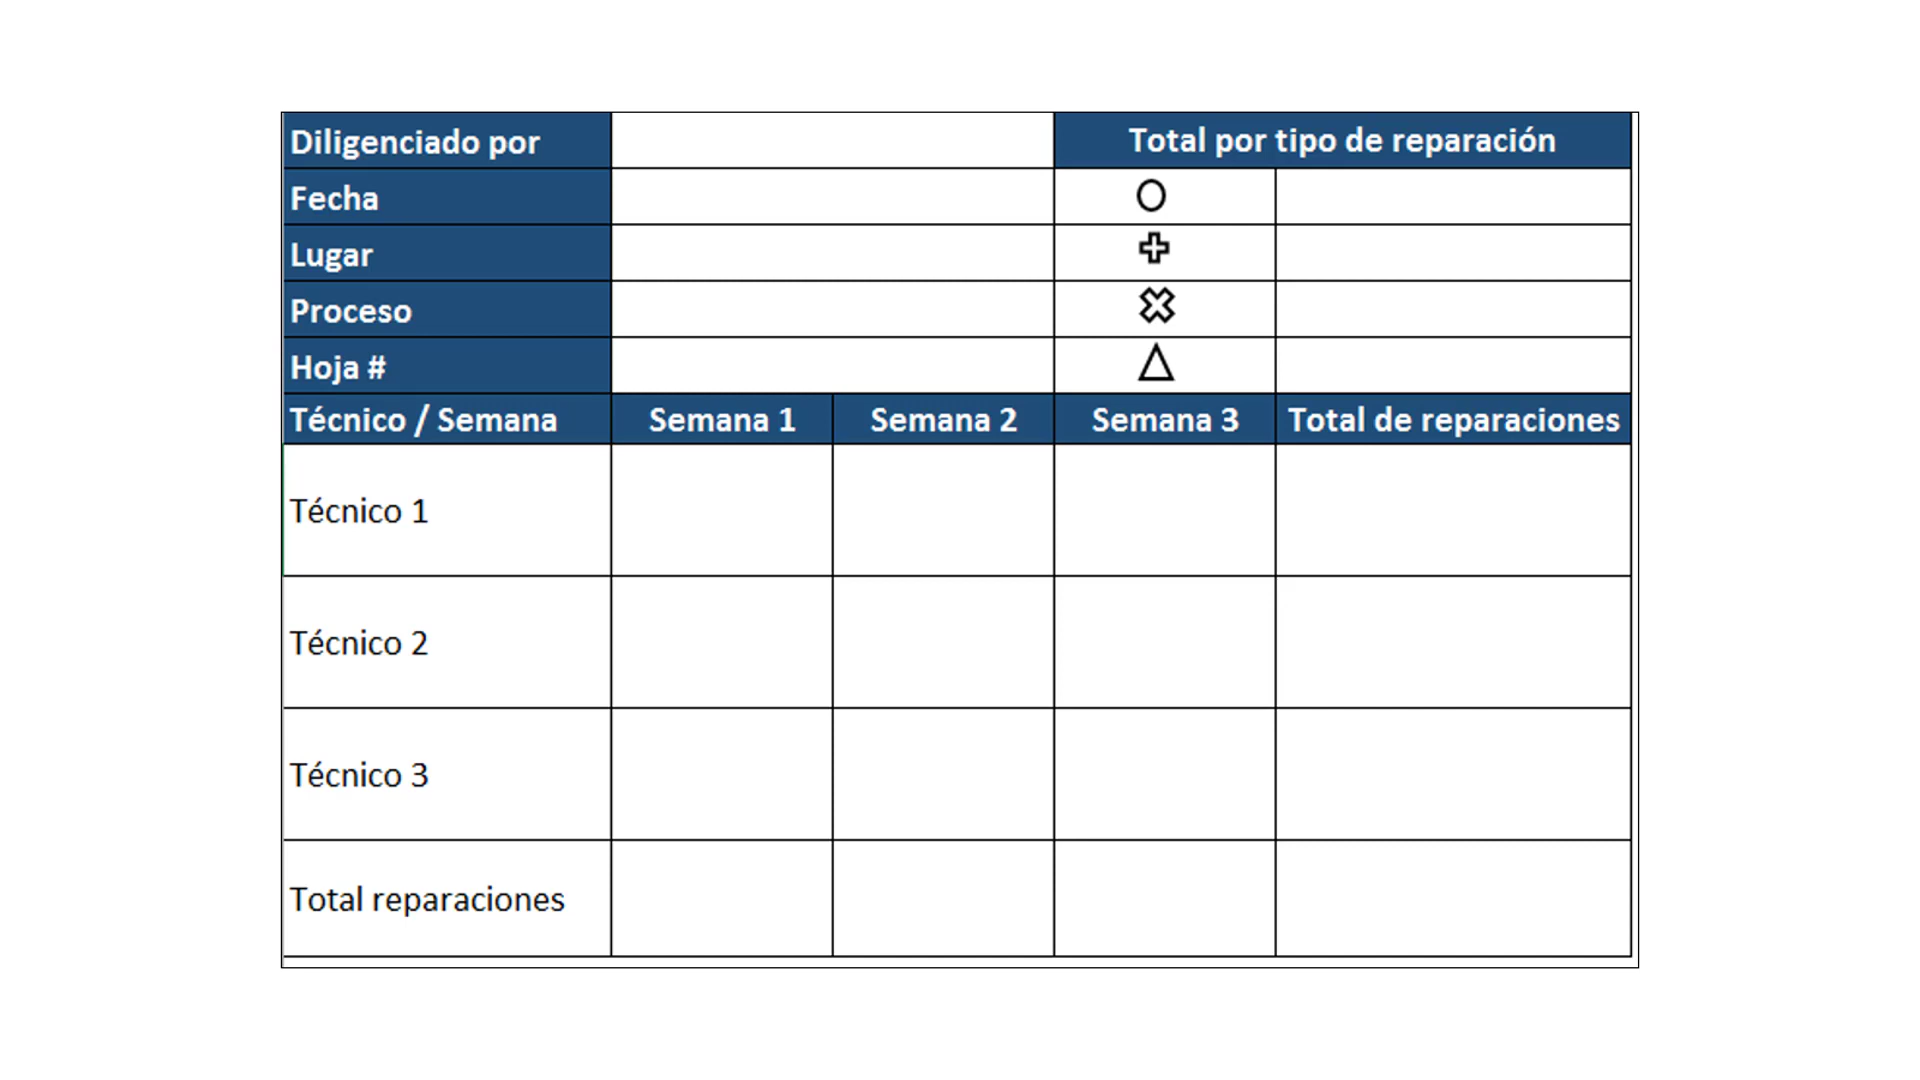 Diligenciado por
Total por tipo de reparación
Fecha
Lugar
Proceso
Hoja #
Técnico / Semana
Semana 1
Semana 2
Semana 3
Total de reparaciones
Técnico 1
Técnico 2
Técnico 3
Total reparaciones